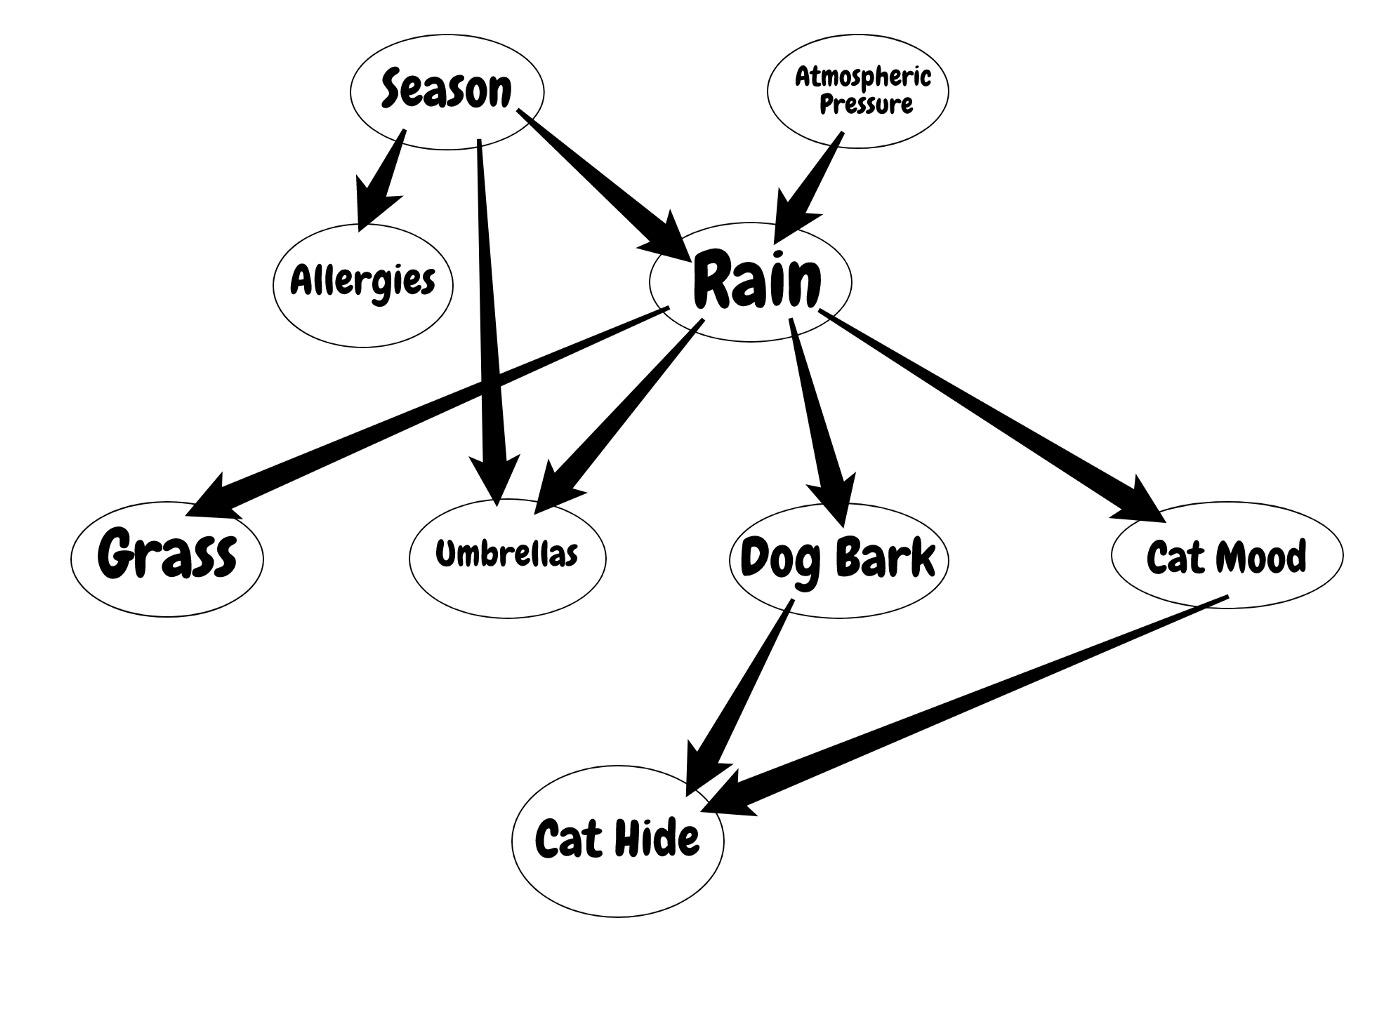 Season
Atmospheric
Pressure
Allergies
Rain
Grass
Umbrellas
Dog Bark
Cat Mood
Cat Hide